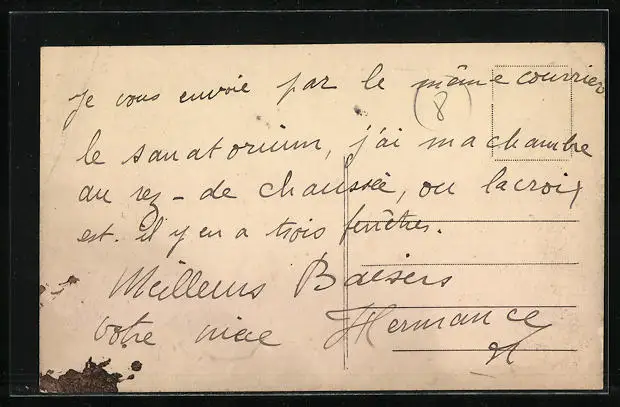 Je vous envoie par le même courrier
8
le sanatorium, j'ai ma chambre
au rez-de chaussée, ou la croix
est. il y en a trois fenêtres.
Meilleurs Baisers
votre nièce Hermance